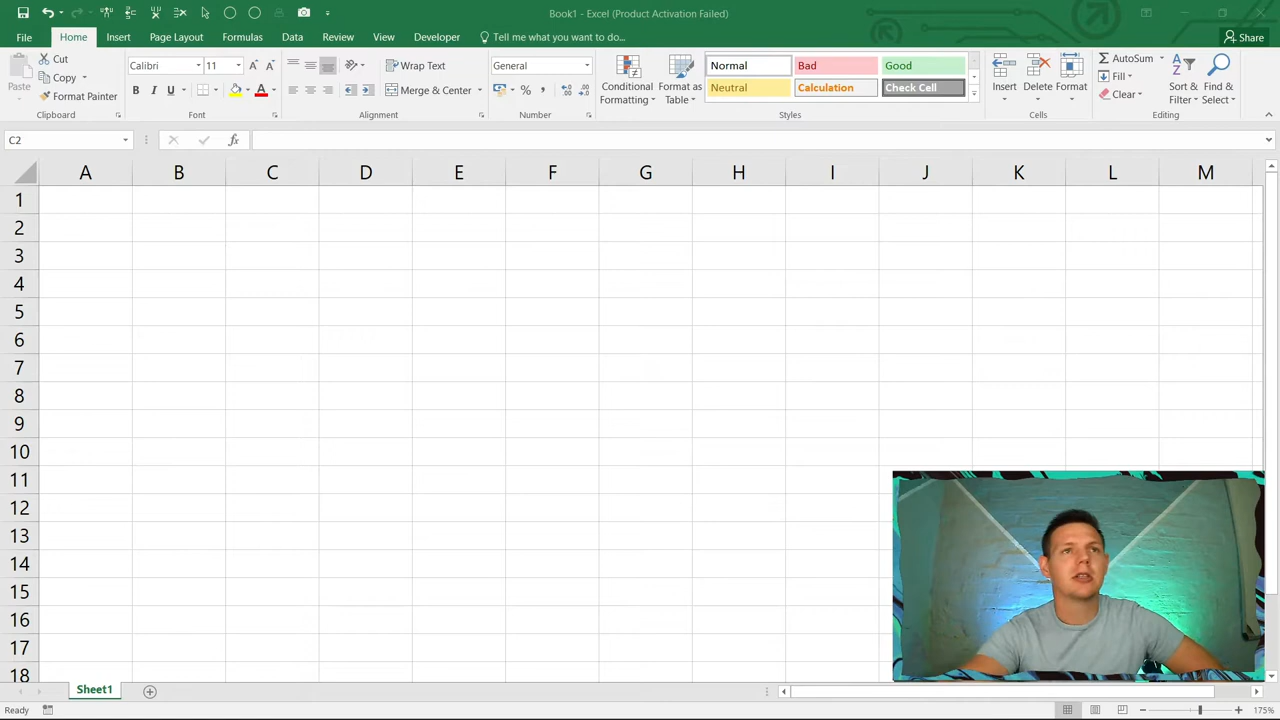 Book1 - Excel (Product Activation Failed)
File Home Insert Page Layout Formulas Data Review View Developer Tell me what you want to do... Share
Paste
Cut
Copy
Format Painter
Clipboard
Calibri 11
B I U A
Font
Wrap Text
Merge & Center
Alignment
General
% ,
Number
Conditional Formatting
Format as Table
Normal Bad Good
Neutral Calculation Check Cell
Styles
Insert Delete Format
Cells
AutoSum
Fill
Clear
Sort & Filter
Find & Select
Editing
C2 fx
A B C D E F G H I J K L M
1
2
3
4
5
6
7
8
9
10
11
12
13
14
15
16
17
18
Sheet1
Ready 175%